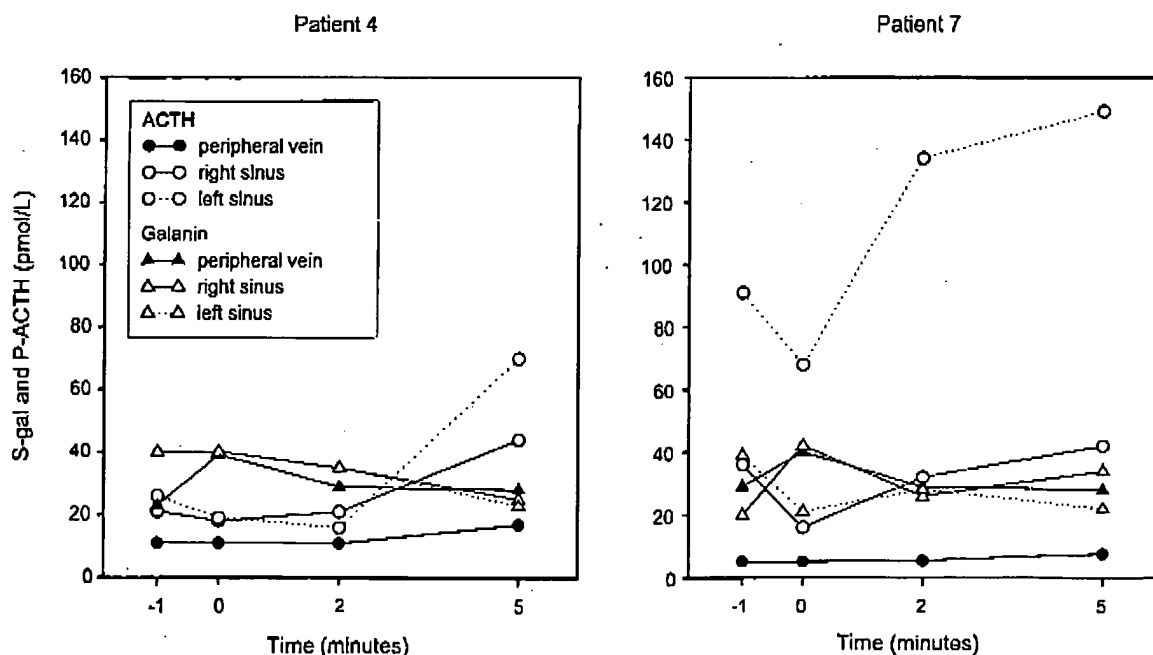 Patient 4
Patient 7
S-gal and P-ACTH (pmol/L)
160
140
120
100
80
60
40
20
0
ACTH
peripheral vein
right sinus
left sinus
Galanin
peripheral vein
right sinus
left sinus
-1
0
2
5
Time (minutes)
160
140
120
100
80
60
40
20
0
-1
0
2
5
Time (minutes)